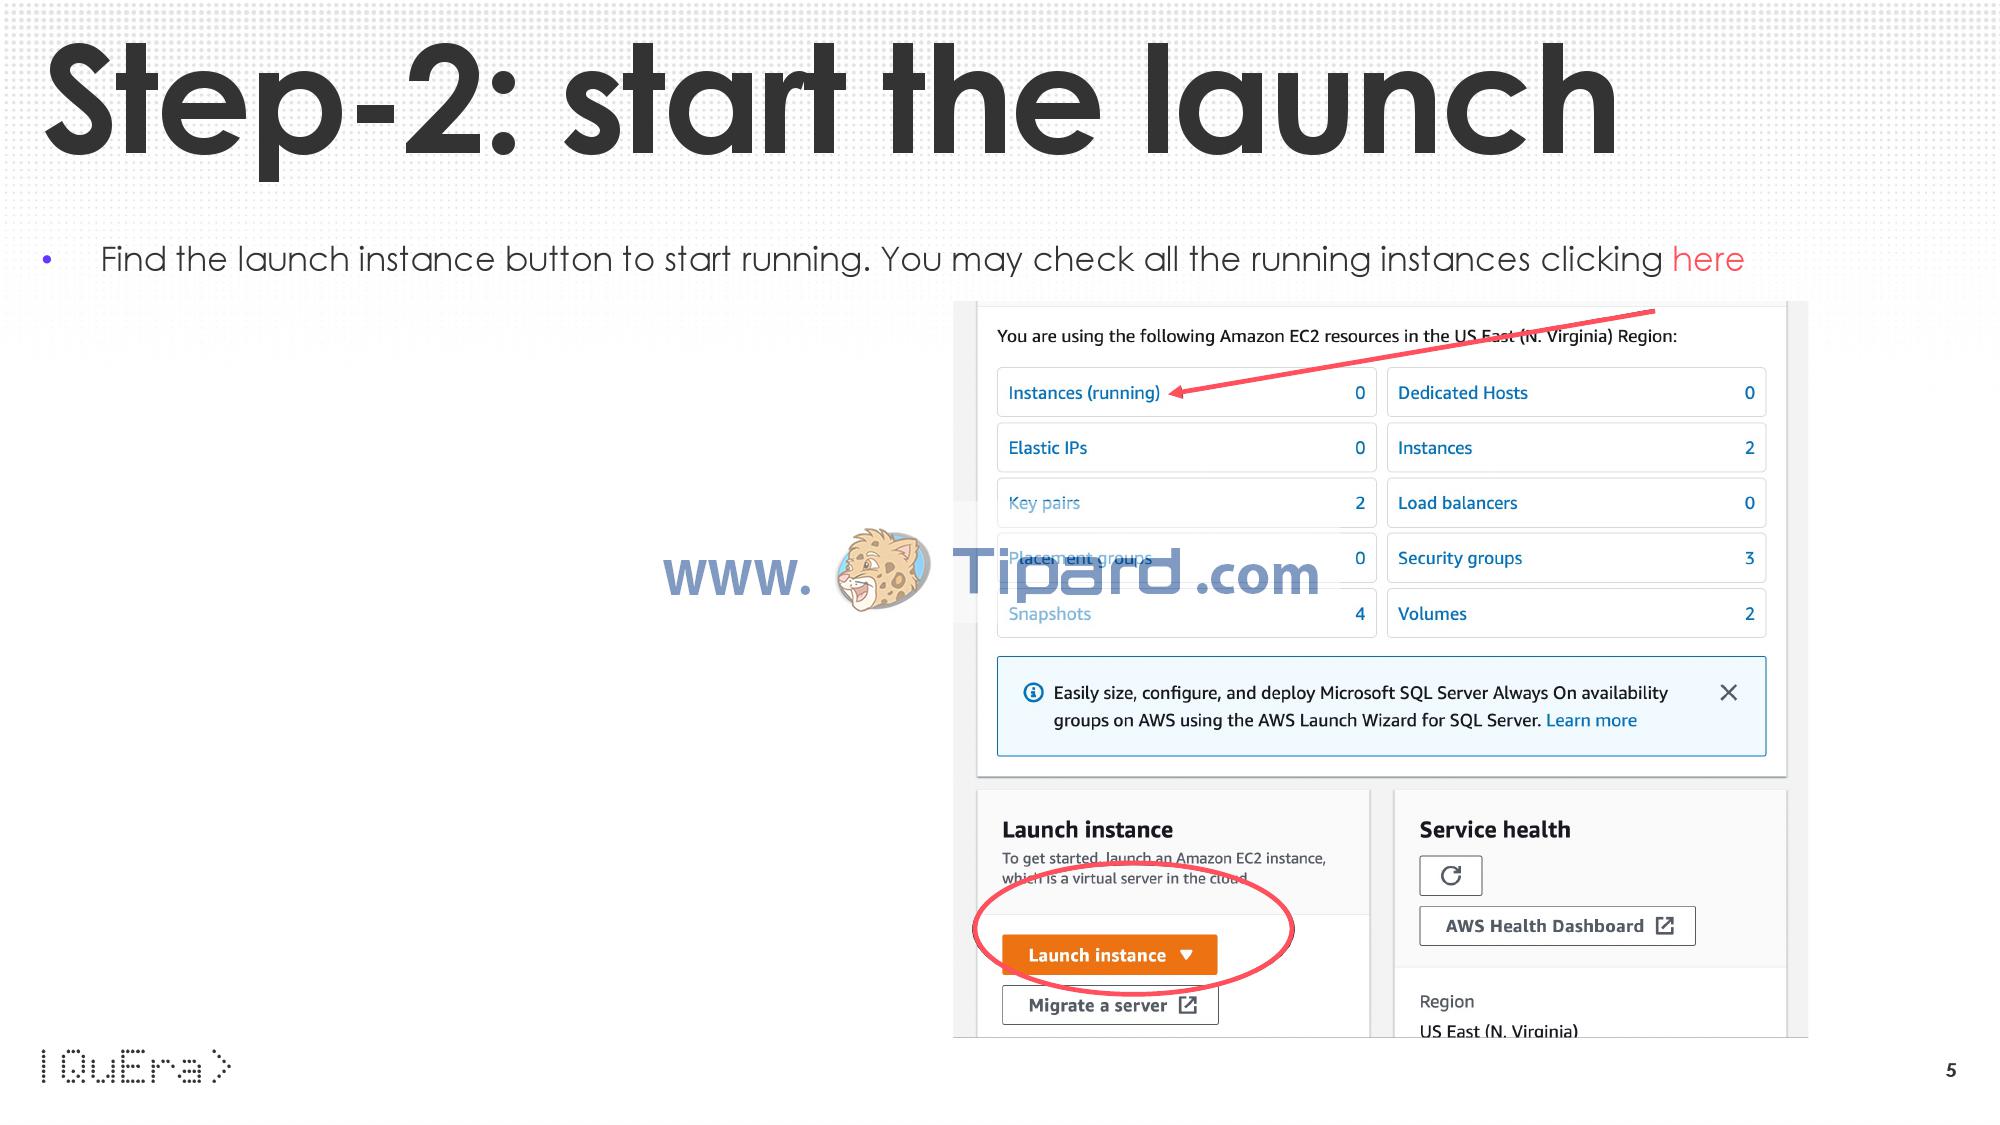 Step-2: start the launch
• Find the launch instance button to start running. You may check all the running instances clicking here
You are using the following Amazon EC2 resources in the US East (N. Virginia) Region:
Instances (running) 0 Dedicated Hosts 0
Elastic IPs 0 Instances 2
Key pairs 2 Load balancers 0
Placement groups 0 Security groups 3
www. Tipard .com
Snapshots 4 Volumes 2
Easily size, configure, and deploy Microsoft SQL Server Always On availability
groups on AWS using the AWS Launch Wizard for SQL Server. Learn more
Launch instance
To get started, launch an Amazon EC2 instance,
which is a virtual server in the cloud.
Launch instance
Migrate a server
Service health
AWS Health Dashboard
Region
US East (N. Virginia)
|QuEra>
5